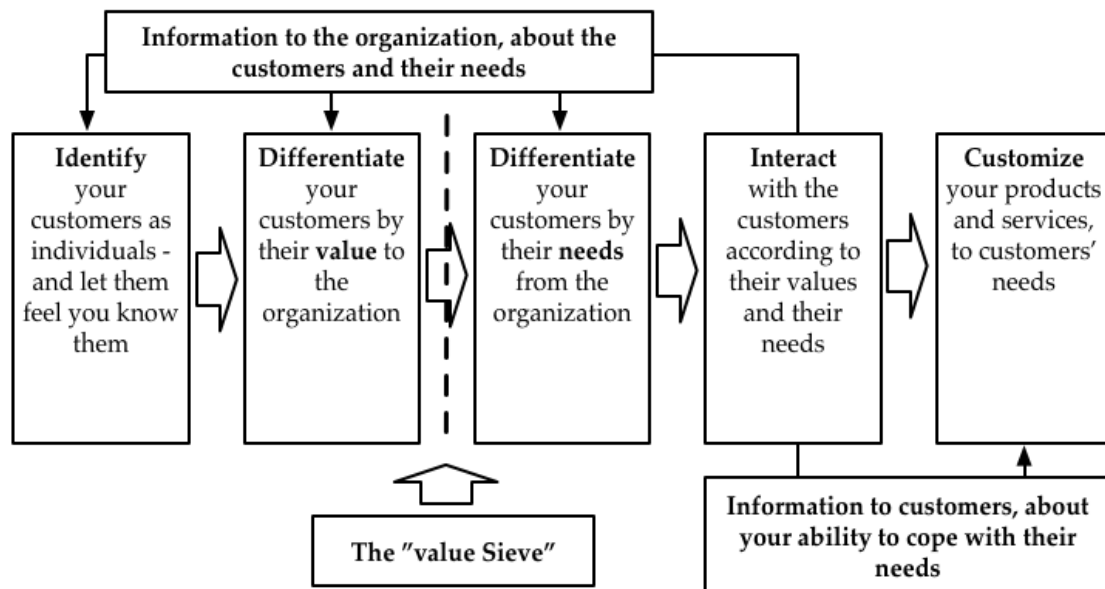 Information to the organization, about the
customers and their needs
Identify
your
customers as
individuals -
and let them
feel you know
them
Differentiate
your
customers by
their value to
the
organization
Differentiate
your
customers by
their needs
from the
organization
Interact
with the
customers
according to
their values
and their
needs
Customize
your products
and services,
to customers’
needs
The ”value Sieve”
Information to customers, about
your ability to cope with their
needs